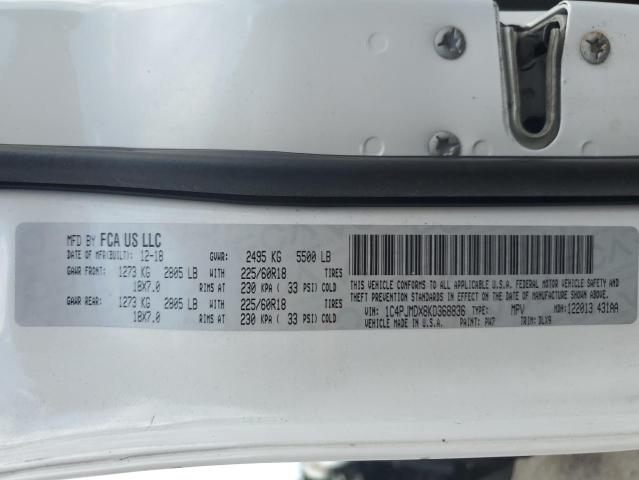 MFD BY FCA US LLC
DATE OF MFR(BUILT): 12-18 GVWR: 2495 KG 5500 LB
GAWR FRONT: 1273 KG 2805 LB WITH 225/60R18 TIRES
18X7.0 RIMS AT 230 KPA ( 33 PSI) COLD
GAWR REAR: 1273 KG 2805 LB WITH 225/60R18 TIRES
18X7.0 RIMS AT 230 KPA ( 33 PSI) COLD
THIS VEHICLE CONFORMS TO ALL APPLICABLE U.S.A. FEDERAL MOTOR VEHICLE SAFETY AND
THEFT PREVENTION STANDARDS IN EFFECT ON THE DATE OF MANUFACTURE SHOWN ABOVE.
VIN: 1C4PJMDX8KD368836 TYPE: MPV MDH: 122013 431AA
VEHICLE MADE IN U.S.A. PAINT: PW7 TRIM: DLX9